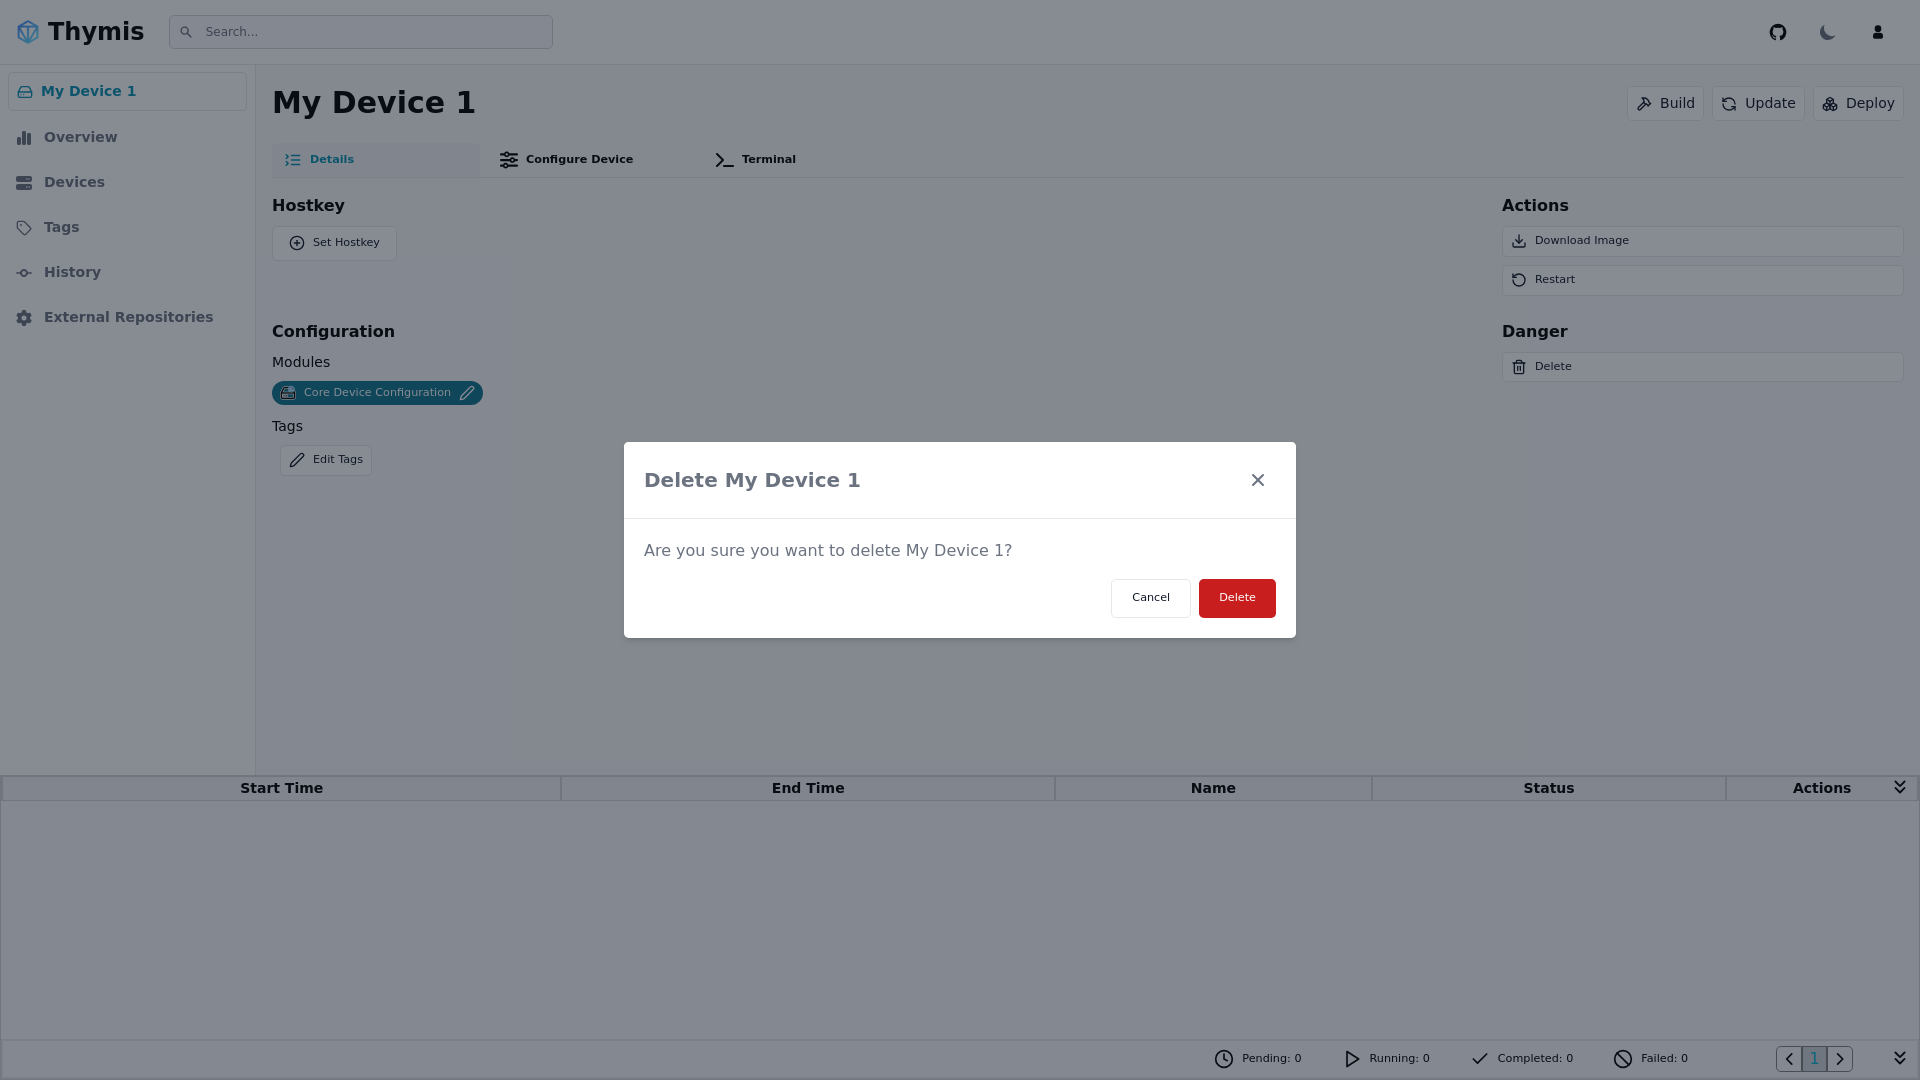 Thymis
Search...
My Device 1
Overview
Devices
Tags
History
External Repositories
My Device 1
Build
Update
Deploy
Details
Configure Device
Terminal
Hostkey
Set Hostkey
Actions
Download Image
Restart
Configuration
Modules
Core Device Configuration
Tags
Edit Tags
Danger
Delete
Delete My Device 1
Are you sure you want to delete My Device 1?
Cancel
Delete
Start Time
End Time
Name
Status
Actions
Pending: 0
Running: 0
Completed: 0
Failed: 0
1